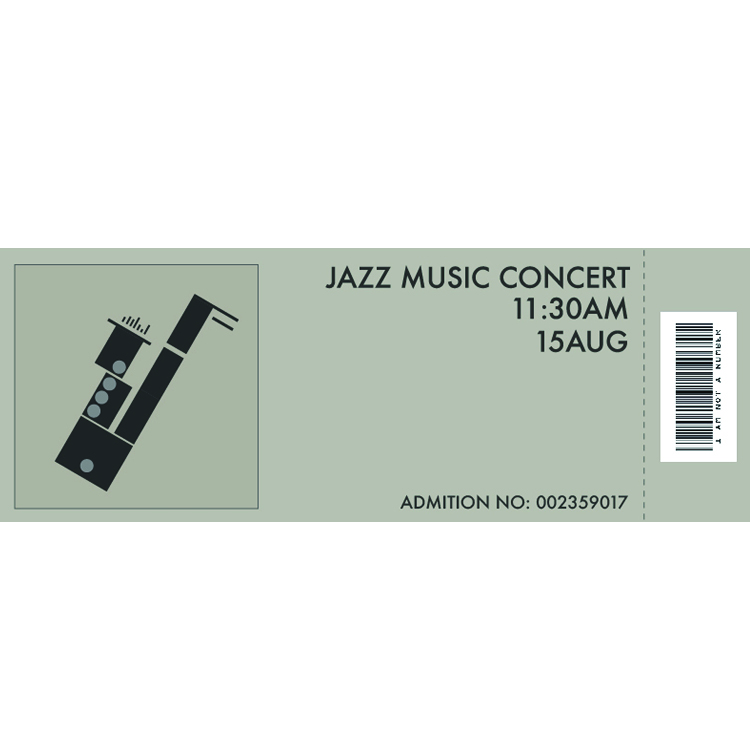 JAZZ MUSIC CONCERT
11:30AM
15AUG
ADMITION NO: 002359017
I AM NOT A NUMBER